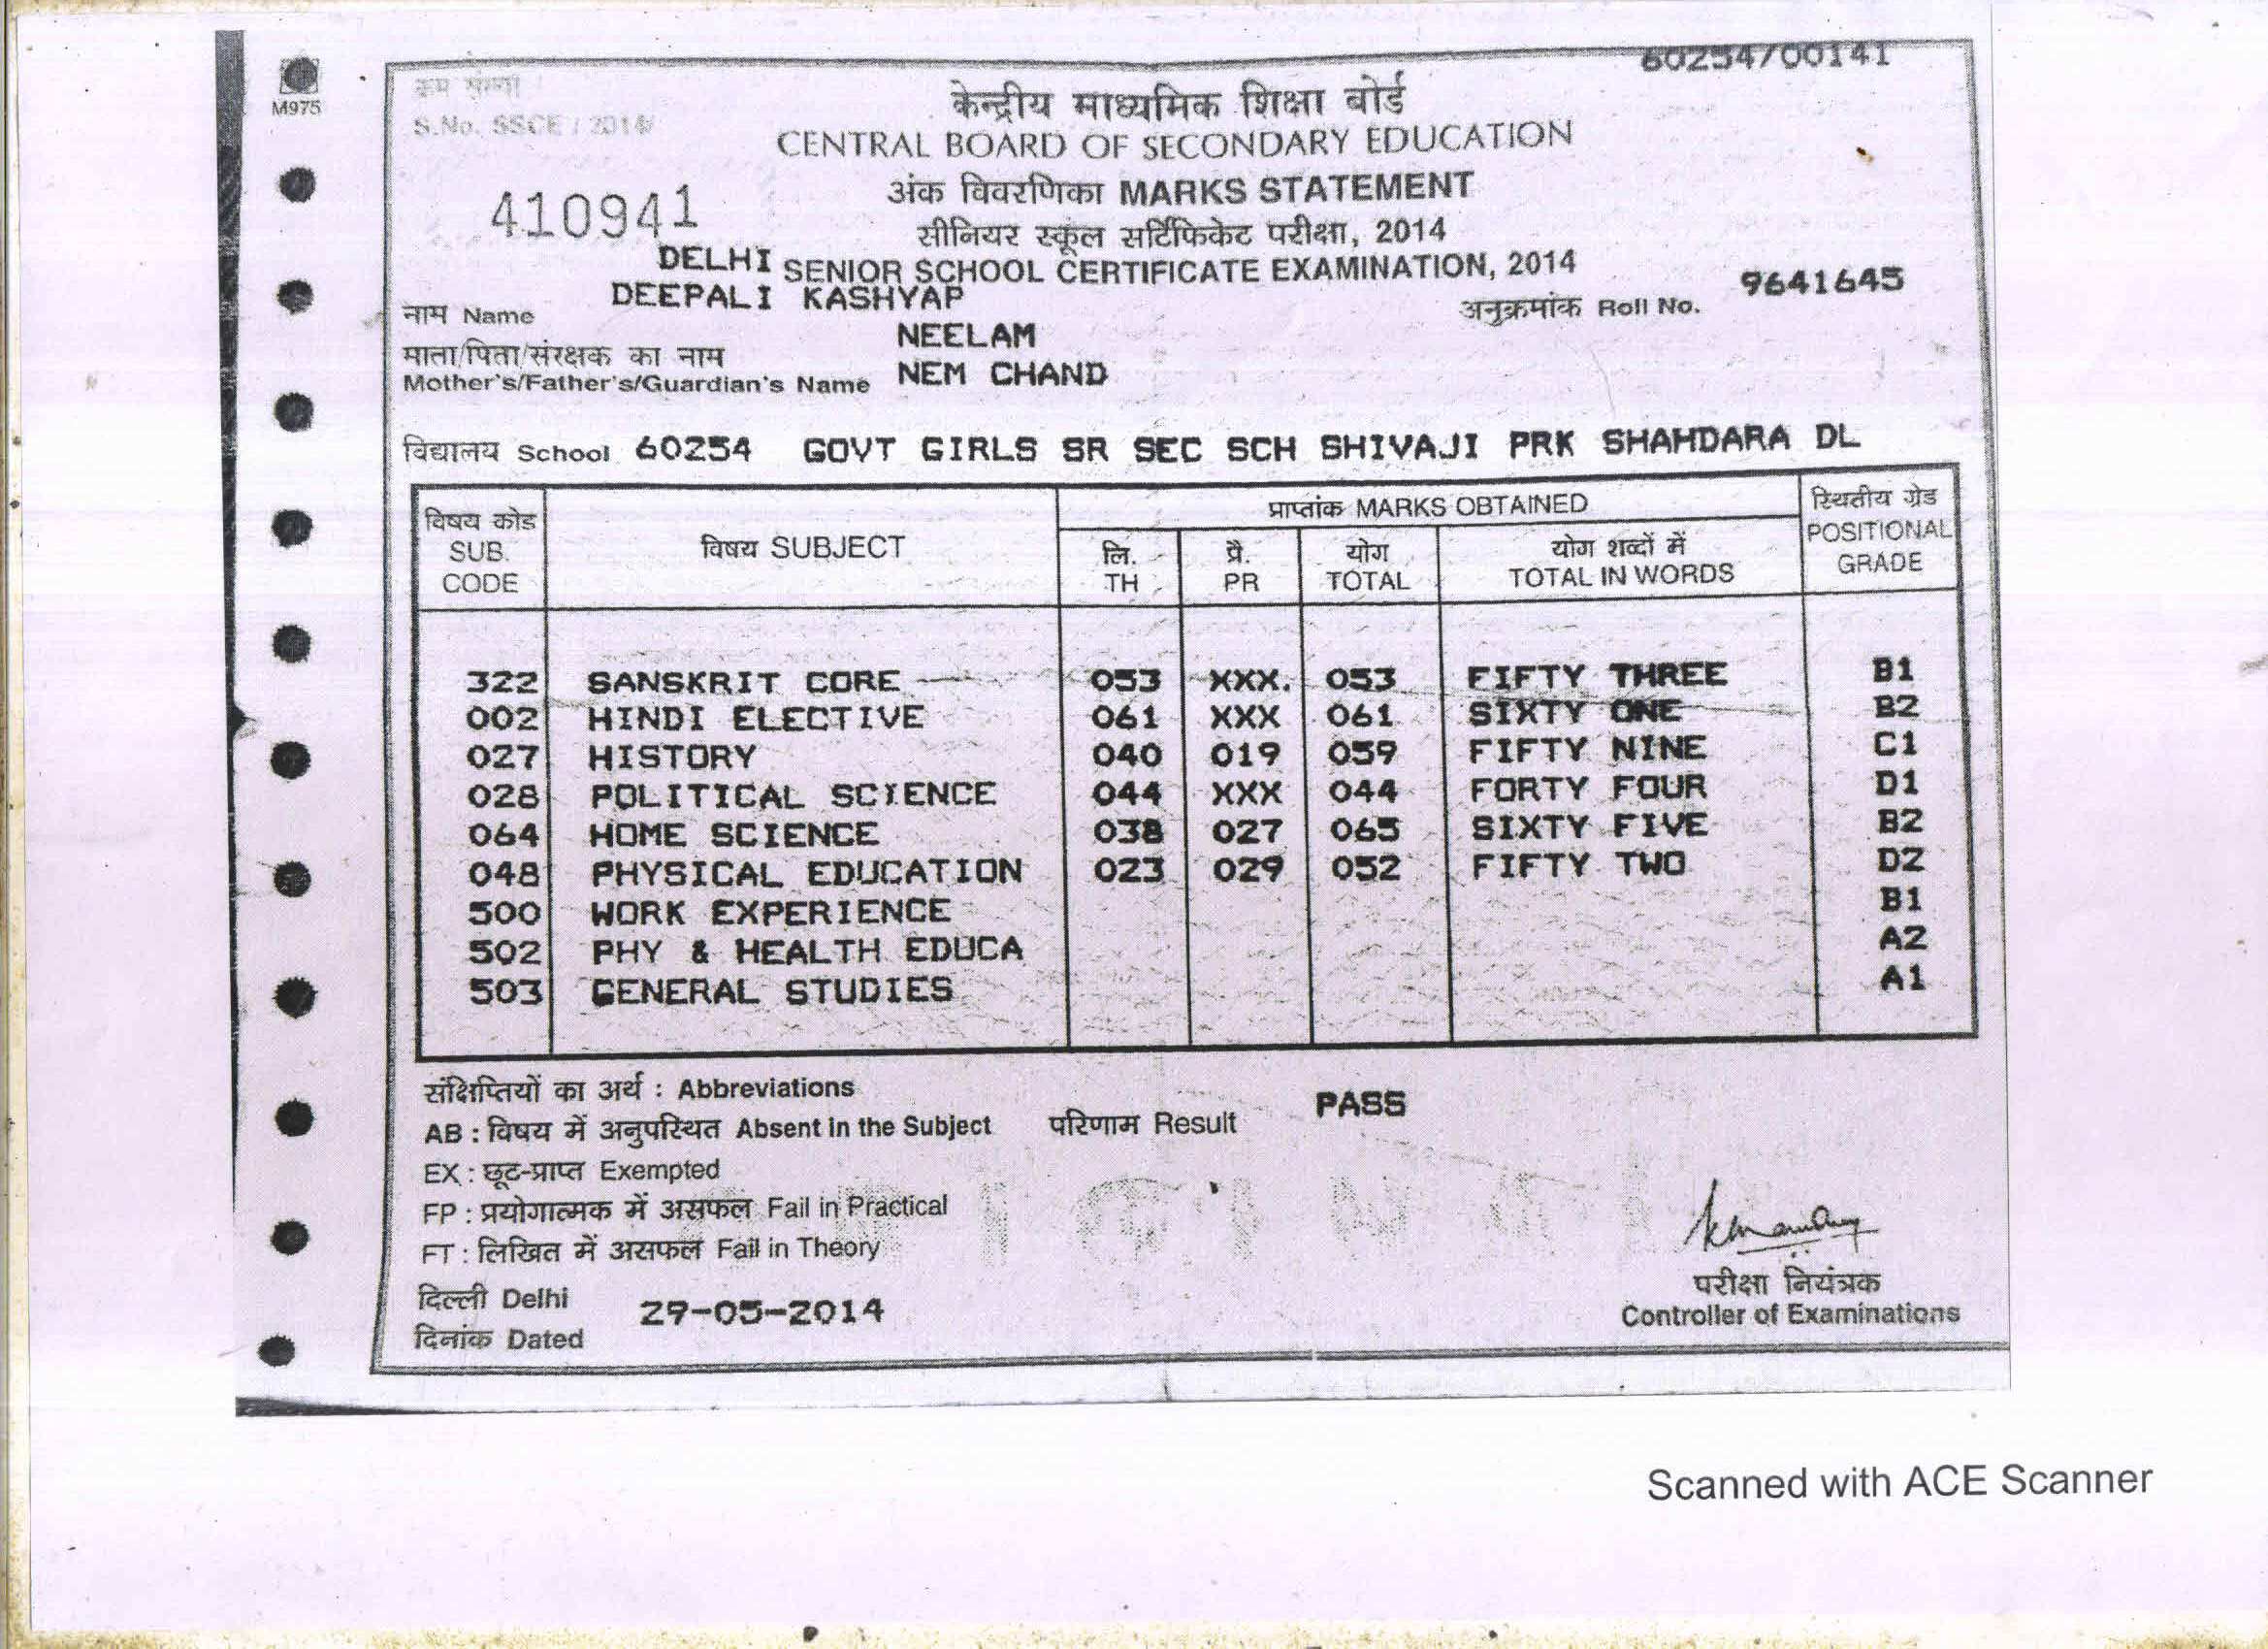 60254/00141
M975
क्रम संख्या
S.No. SSCE / 2014/
केन्द्रीय माध्यमिक शिक्षा बोर्ड
CENTRAL BOARD OF SECONDARY EDUCATION
410941
अंक विवरणिका MARKS STATEMENT
सीनियर स्कूल सर्टिफिकेट परीक्षा, 2014
DELHI SENIOR SCHOOL CERTIFICATE EXAMINATION, 2014
नाम Name DEEPALI KASHYAP अनुक्रमांक Roll No. 9641645
माता/पिता/संरक्षक का नाम NEELAM
Mother's/Father's/Guardian's Name NEM CHAND
विद्यालय School 60254 GOVT GIRLS SR SEC SCH SHIVAJI PRK SHAHDARA DL
विषय कोड SUB. CODE विषय SUBJECT प्राप्तांक MARKS OBTAINED स्थितीय ग्रेड POSITIONAL GRADE
लि. TH प्रै. PR योग TOTAL योग शब्दों में TOTAL IN WORDS
322 SANSKRIT CORE 053 XXX. 053 FIFTY THREE B1
002 HINDI ELECTIVE 061 XXX 061 SIXTY ONE B2
027 HISTORY 040 019 059 FIFTY NINE C1
028 POLITICAL SCIENCE 044 XXX 044 FORTY FOUR D1
064 HOME SCIENCE 038 027 065 SIXTY FIVE B2
048 PHYSICAL EDUCATION 023 029 052 FIFTY TWO D2
500 WORK EXPERIENCE B1
502 PHY & HEALTH EDUCA A2
503 GENERAL STUDIES A1
संक्षिप्तियों का अर्थ : Abbreviations
AB : विषय में अनुपस्थित Absent in the Subject परिणाम Result PASS
EX : छूट-प्राप्त Exempted
FP : प्रयोगात्मक में असफल Fail in Practical
FT : लिखित में असफल Fail in Theory
दिल्ली Delhi
दिनांक Dated 29-05-2014
परीक्षा नियंत्रक
Controller of Examinations
Scanned with ACE Scanner